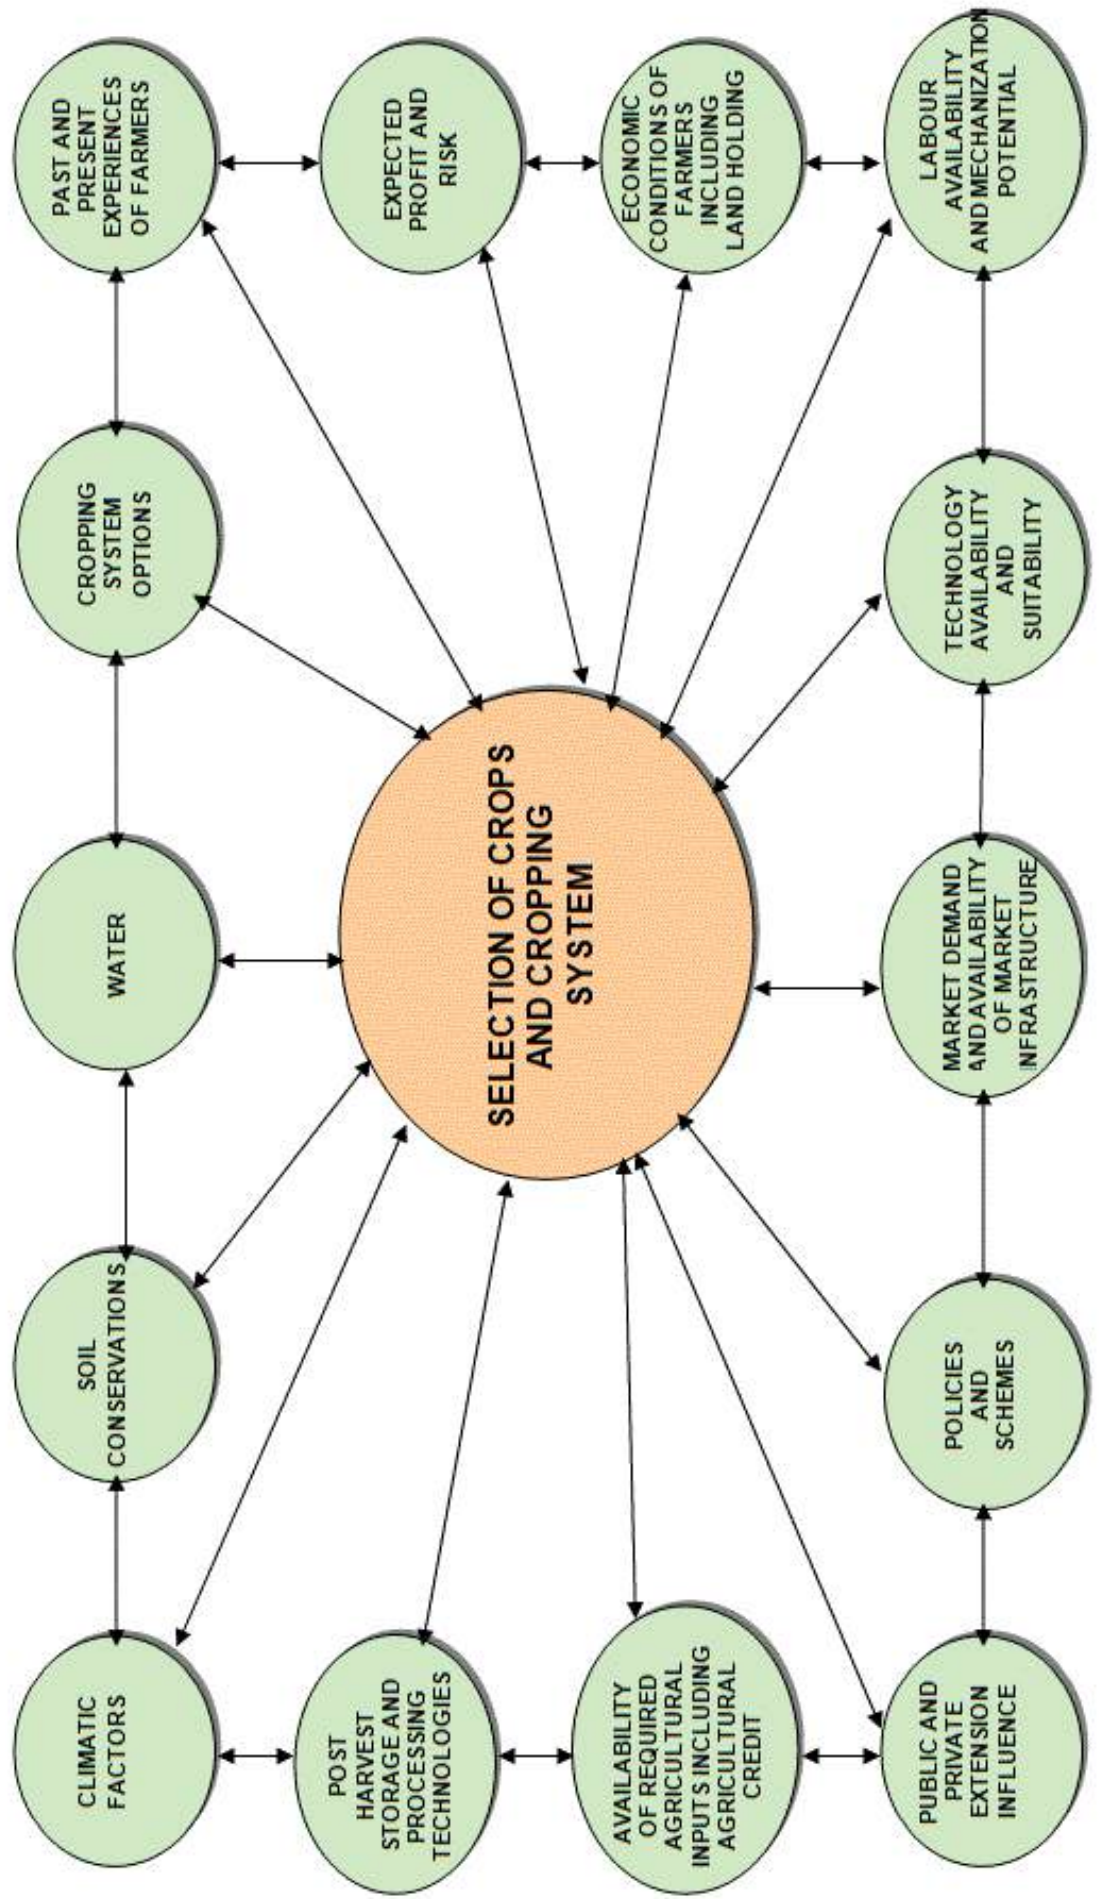 CLIMATIC
FACTORS
SOIL
CONSERVATIONS
WATER
CROPPING
SYSTEM
OPTIONS
PAST AND
PRESENT
EXPERIENCES
OF FARMERS
POST
HARVEST
STORAGE AND
PROCESSING
TECHNOLOGIES
SELECTION OF CROPS
AND CROPPING
SYSTEM
EXPECTED
PROFIT AND
RISK
AVAILABILITY
OF REQUIRED
AGRICULTURAL
INPUTS INCLUDING
AGRICULTURAL
CREDIT
ECONOMIC
CONDITIONS OF
FARMERS
INCLUDING
LAND HOLDING
PUBLIC AND
PRIVATE
EXTENSION
INFLUENCE
POLICIES
AND
SCHEMES
MARKET DEMAND
AND AVAILABILITY
OF MARKET
NFRASTRUCTURE
TECHNOLOGY
AVAILABILITY
AND
SUITABILITY
LABOUR
AVAILABILITY
AND MECHANIZATION
POTENTIAL